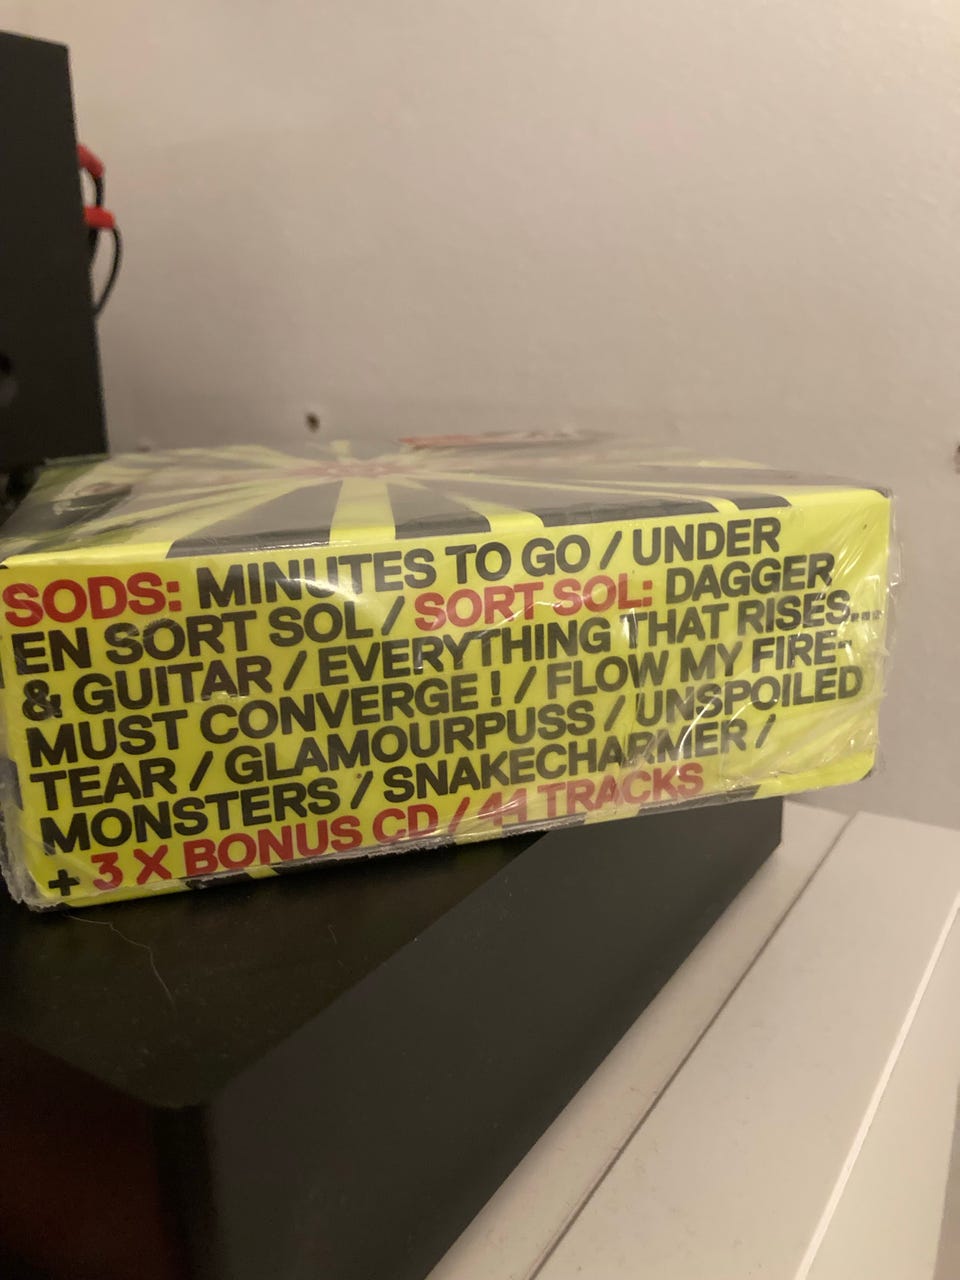 SODS: MINUTES TO GO / UNDER
EN SORT SOL / SORT SOL: DAGGER
& GUITAR / EVERYTHING THAT RISES...
MUST CONVERGE ! / FLOW MY FIRE-
TEAR / GLAMOURPUSS / UNSPOILED
MONSTERS / SNAKECHARMER /
+ 3 X BONUS CD / 44 TRACKS